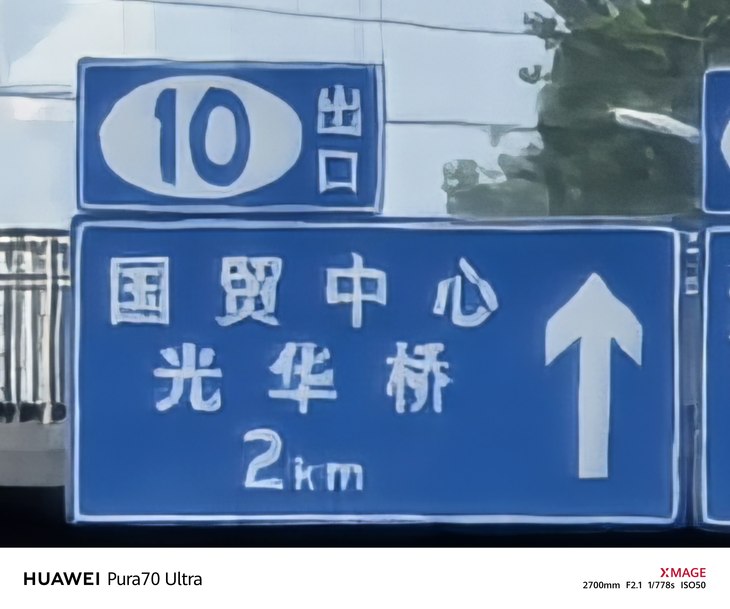 10 出口
国贸中心
光华桥
2km
HUAWEI Pura70 Ultra
XMAGE
2700mm F2.1 1/778s ISO50